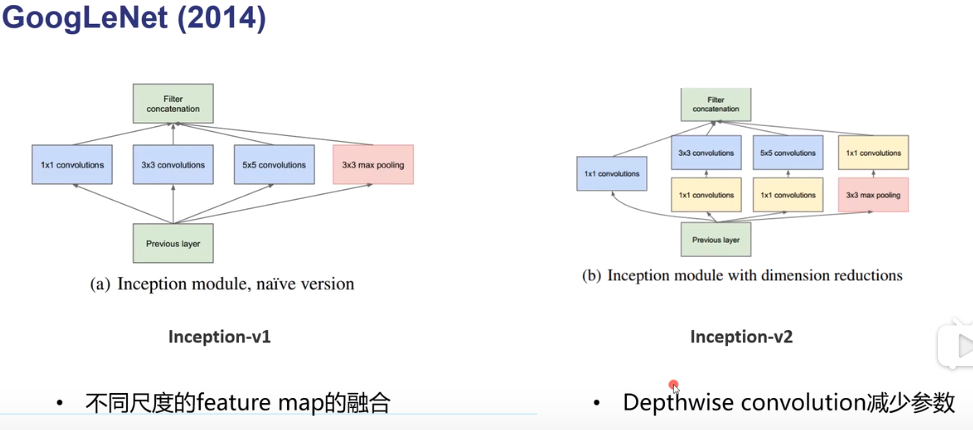 GoogLeNet (2014)
Filter
concatenation
1x1 convolutions
3x3 convolutions
5x5 convolutions
3x3 max pooling
Previous layer
(a) Inception module, naïve version
Inception-v1
• 不同尺度的feature map的融合
Filter
concatenation
3x3 convolutions
5x5 convolutions
1x1 convolutions
1x1 convolutions
1x1 convolutions
1x1 convolutions
3x3 max pooling
Previous layer
(b) Inception module with dimension reductions
Inception-v2
• Depthwise convolution减少参数